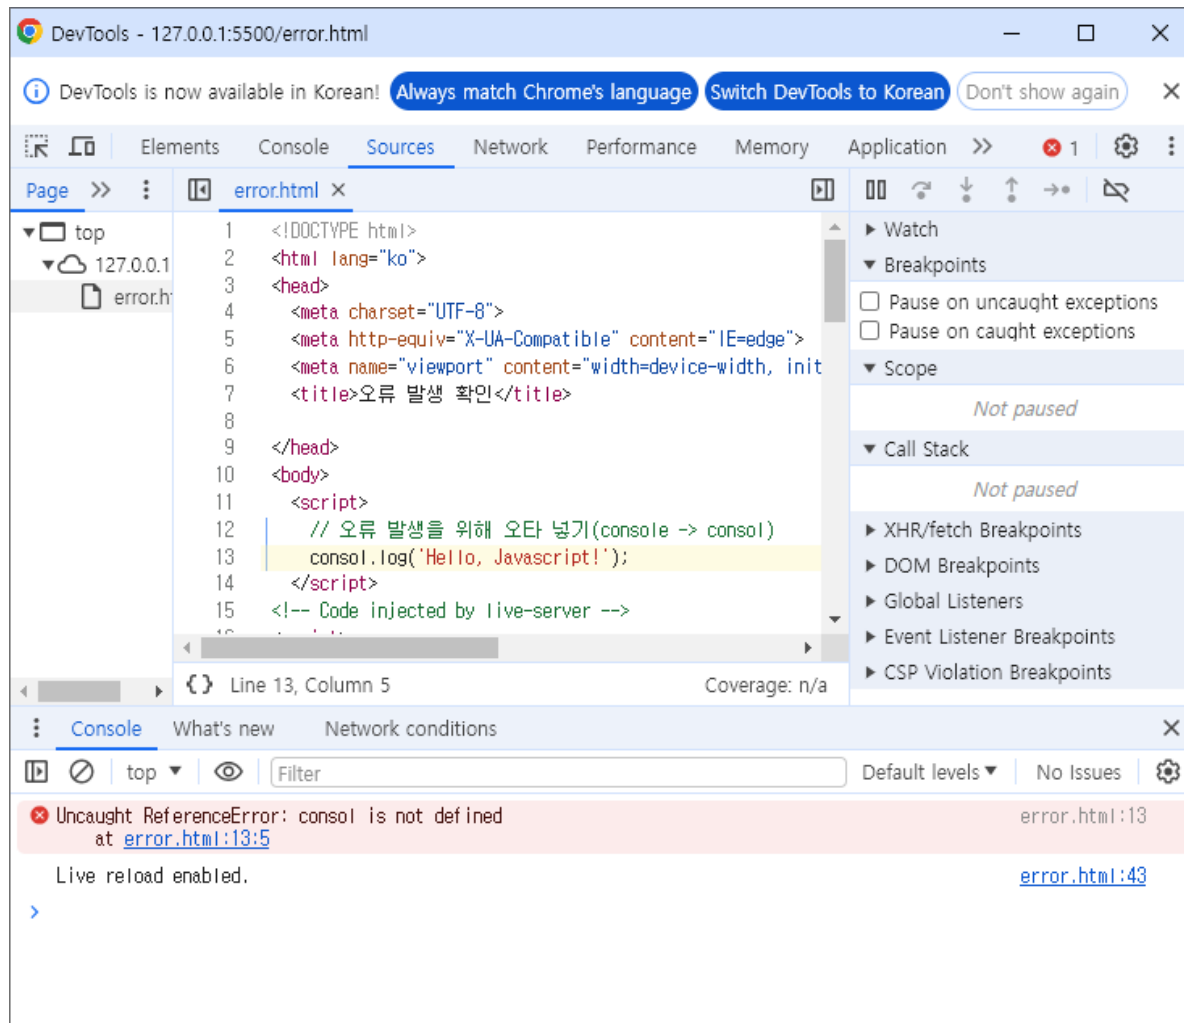 DevTools - 127.0.0.1:5500/error.html
DevTools is now available in Korean! Always match Chrome's language Switch DevTools to Korean Don't show again
Elements Console Sources Network Performance Memory Application 1
Page error.html
top
127.0.0.1
error.h
1 <!DOCTYPE html>
2 <html lang="ko">
3 <head>
4 <meta charset="UTF-8">
5 <meta http-equiv="X-UA-Compatible" content="IE=edge">
6 <meta name="viewport" content="width=device-width, init
7 <title>오류 발생 확인</title>
8
9 </head>
10 <body>
11 <script>
12 // 오류 발생을 위해 오타 넣기(console -> consol)
13 consol.log('Hello, Javascript!');
14 </script>
15 <!-- Code injected by live-server -->
{} Line 13, Column 5 Coverage: n/a
Watch
Breakpoints
Pause on uncaught exceptions
Pause on caught exceptions
Scope
Not paused
Call Stack
Not paused
XHR/fetch Breakpoints
DOM Breakpoints
Global Listeners
Event Listener Breakpoints
CSP Violation Breakpoints
Console What's new Network conditions
top Filter Default levels No Issues
Uncaught ReferenceError: consol is not defined error.html:13
at error.html:13:5
Live reload enabled. error.html:43